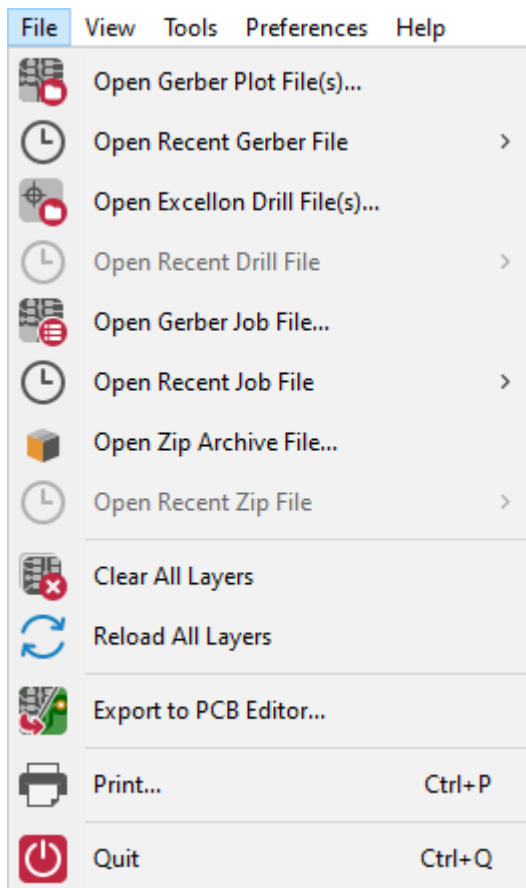 File View Tools Preferences Help
Open Gerber Plot File(s)...
Open Recent Gerber File
Open Excellon Drill File(s)...
Open Recent Drill File
Open Gerber Job File...
Open Recent Job File
Open Zip Archive File...
Open Recent Zip File
Clear All Layers
Reload All Layers
Export to PCB Editor...
Print... Ctrl+P
Quit Ctrl+Q